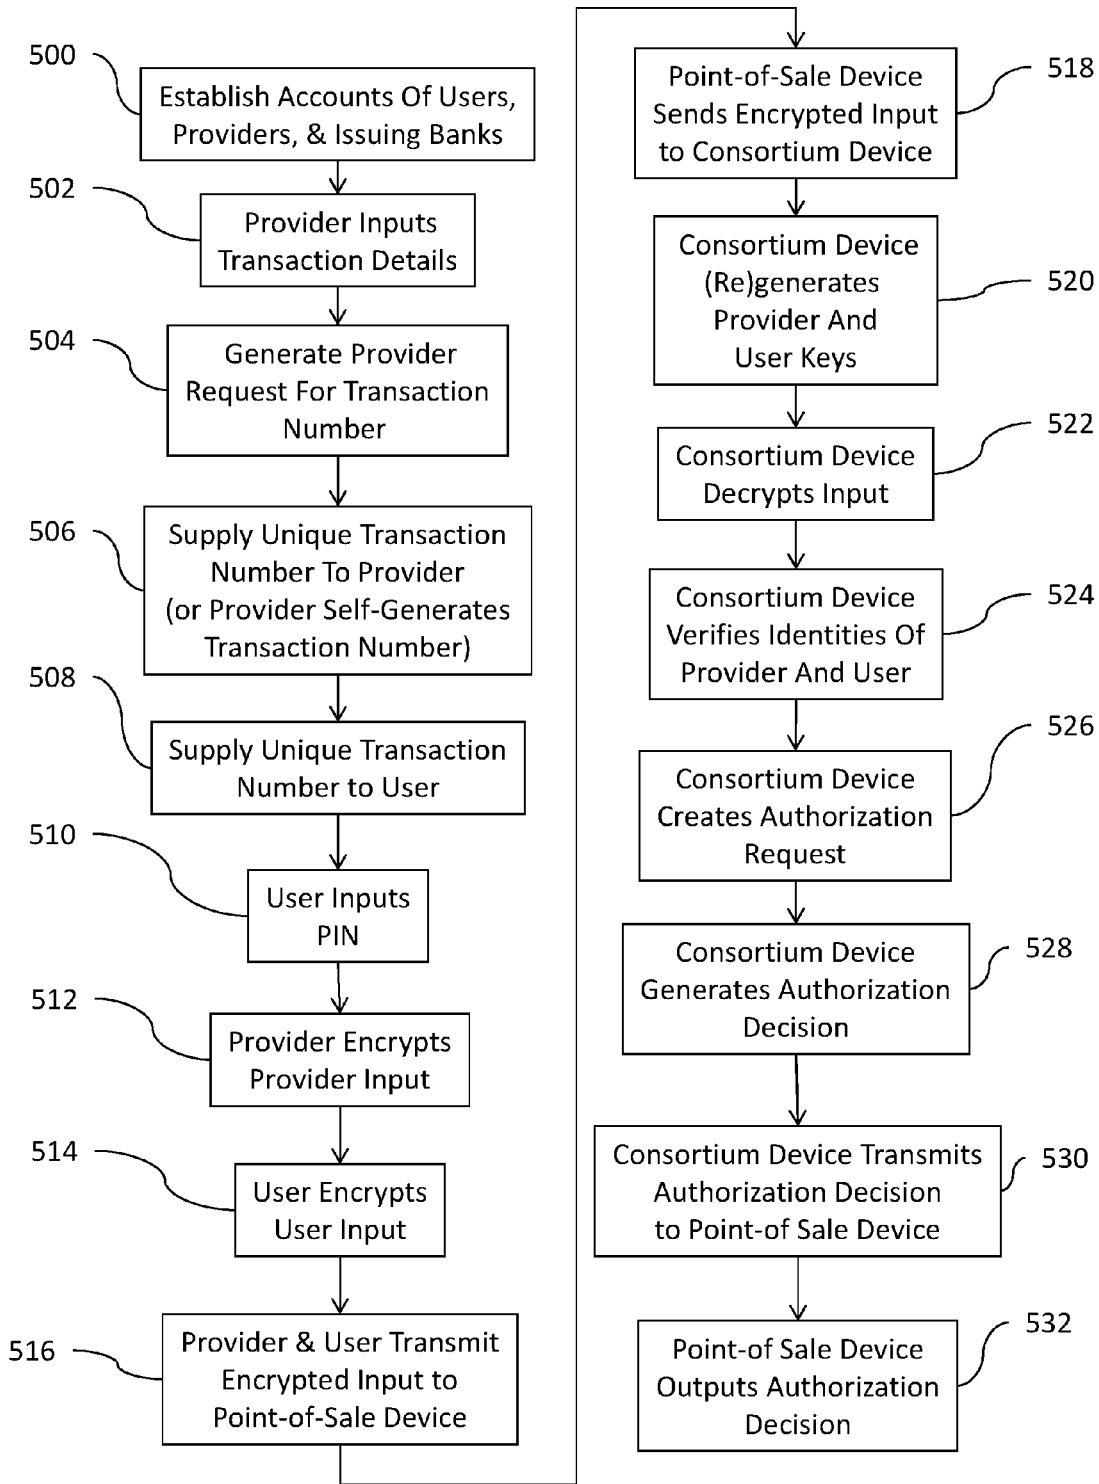 500
Establish Accounts Of Users,
Providers, & Issuing Banks
502
Provider Inputs
Transaction Details
504
Generate Provider
Request For Transaction
Number
506
Supply Unique Transaction
Number To Provider
(or Provider Self-Generates
Transaction Number)
508
Supply Unique Transaction
Number to User
510
User Inputs
PIN
512
Provider Encrypts
Provider Input
514
User Encrypts
User Input
516
Provider & User Transmit
Encrypted Input to
Point-of-Sale Device
518
Point-of-Sale Device
Sends Encrypted Input
to Consortium Device
520
Consortium Device
(Re)generates
Provider And
User Keys
522
Consortium Device
Decrypts Input
524
Consortium Device
Verifies Identities Of
Provider And User
526
Consortium Device
Creates Authorization
Request
528
Consortium Device
Generates Authorization
Decision
530
Consortium Device Transmits
Authorization Decision
to Point-of Sale Device
532
Point-of Sale Device
Outputs Authorization
Decision